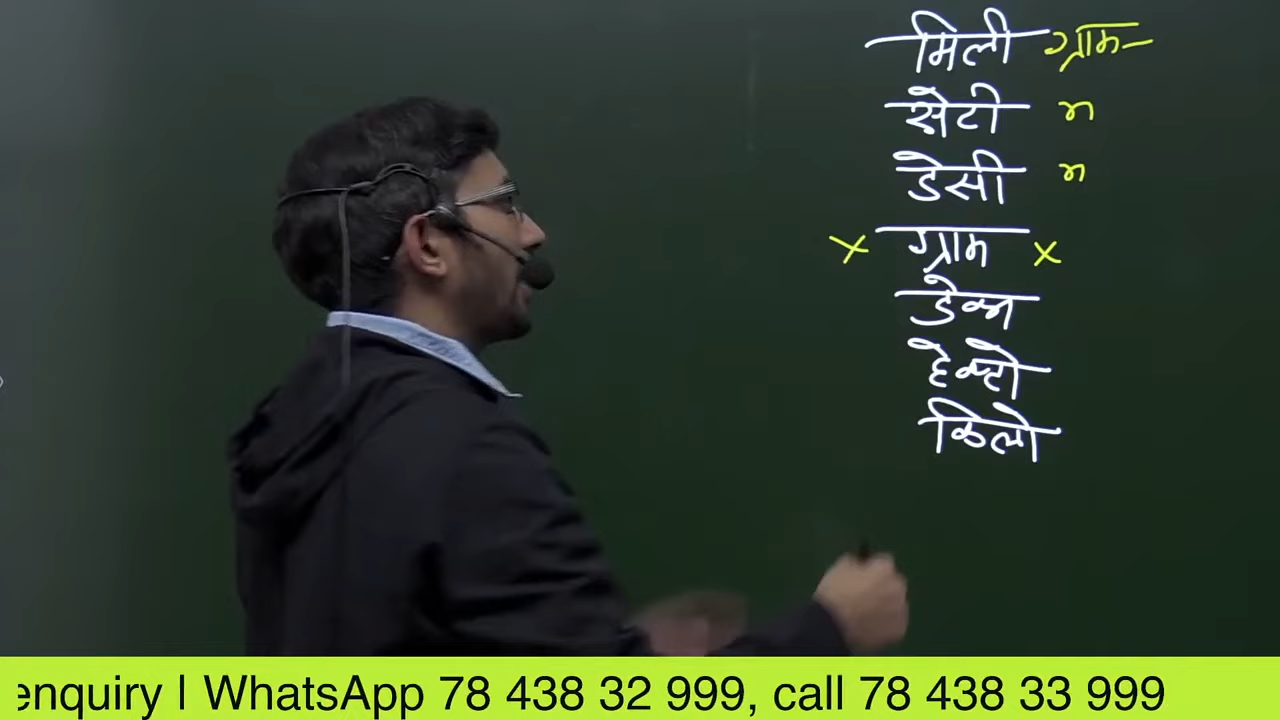 मिली ग्राम
सेटी "
डेसी "
x ग्राम x
डेका
हेक्टो
किलो
enquiry | WhatsApp 78 438 32 999, call 78 438 33 999